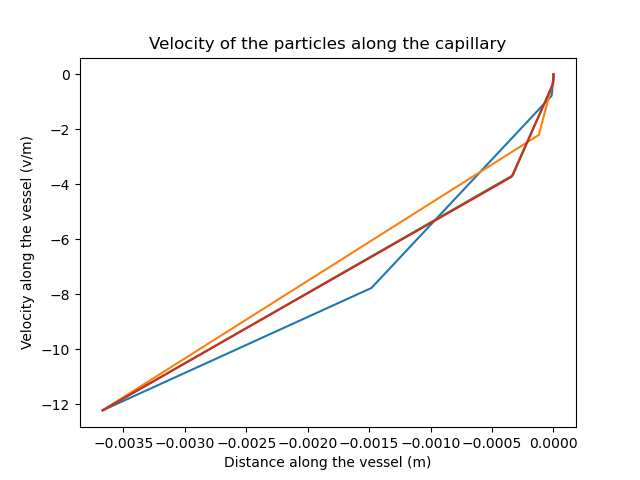 Velocity of the particles along the capillary
0
−2
−4
−6
−8
−10
−12
Velocity along the vessel (v/m)
−0.0035 −0.0030 −0.0025 −0.0020 −0.0015 −0.0010 −0.0005 0.0000
Distance along the vessel (m)